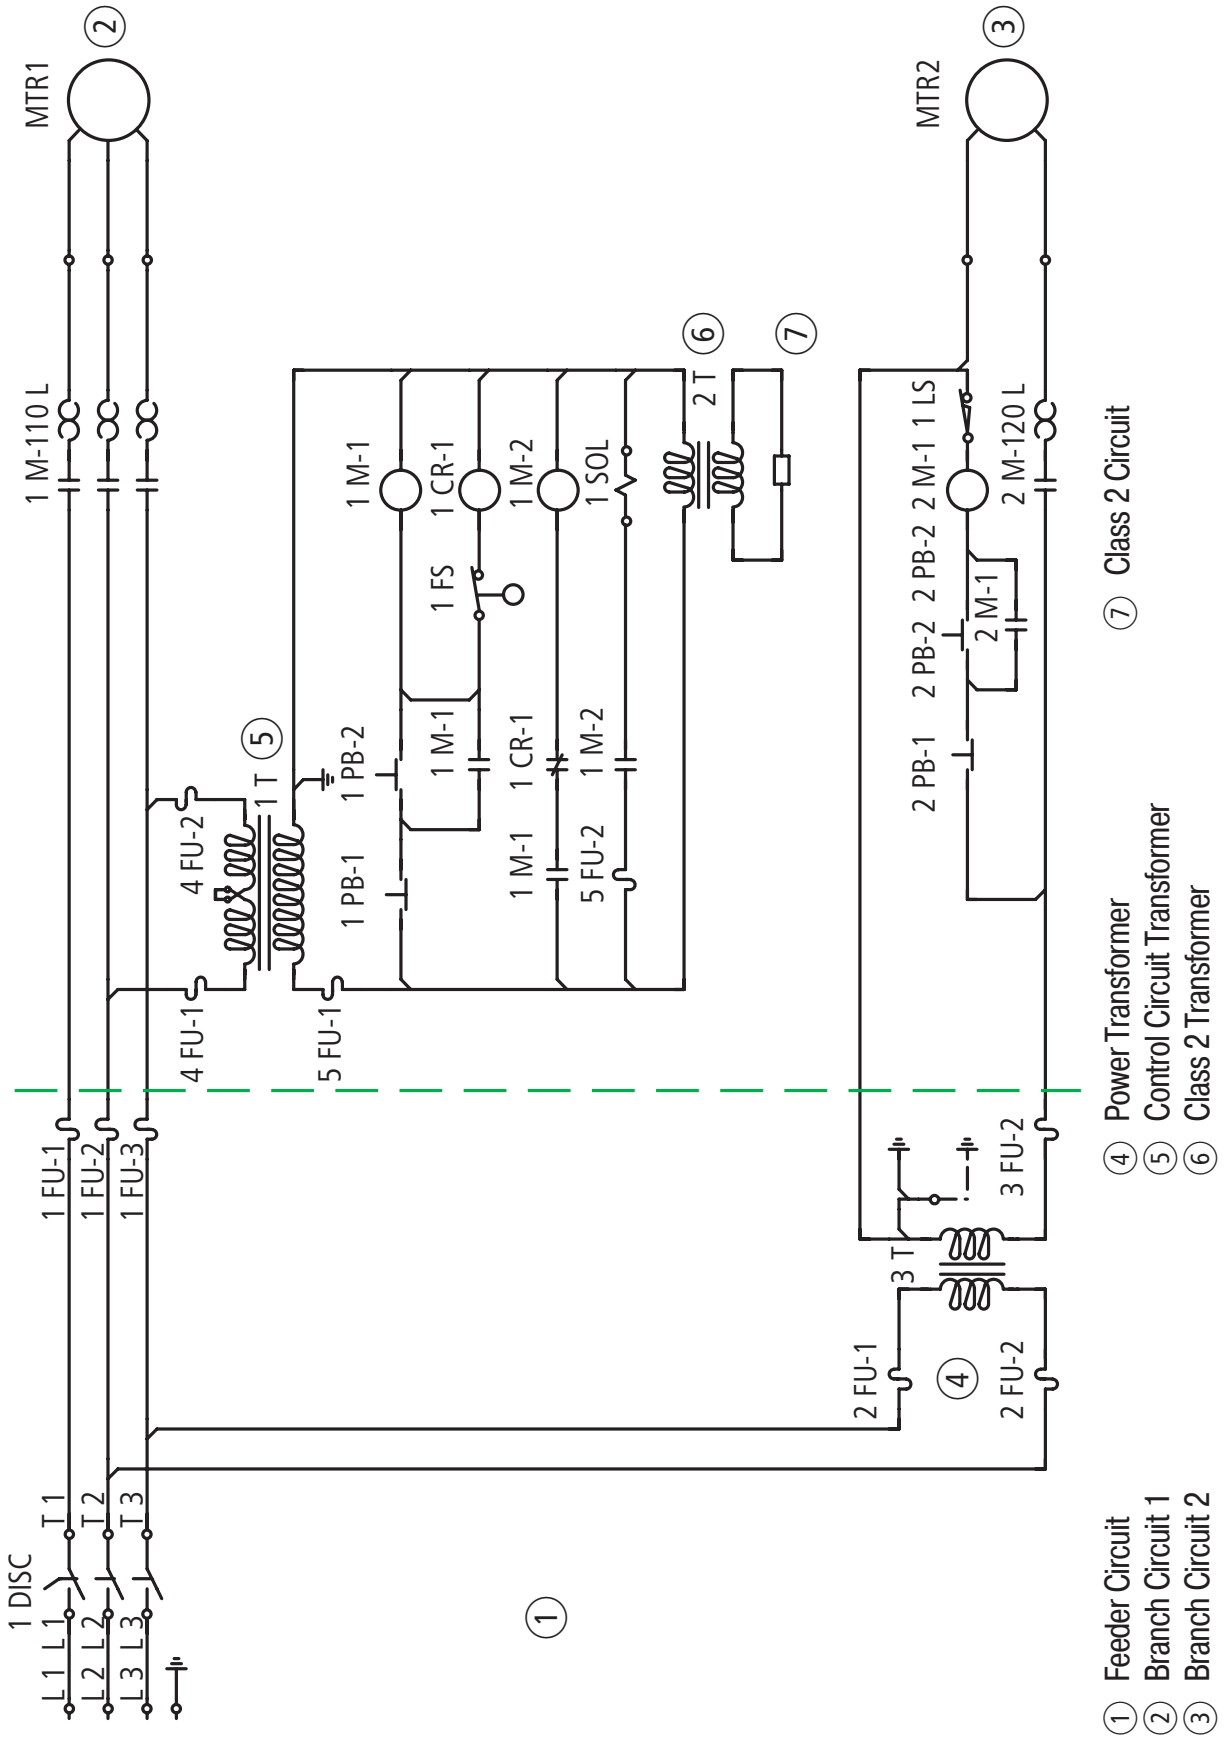 1 DISC
L 1 L 1
T 1
L 2 L 2
T 2
L 3 L 3
T 3
1 FU-1
1 FU-2
1 FU-3
1 M-110 L
MTR1
2
4 FU-1
4 FU-2
1 T
5
5 FU-1
1 PB-1
1 PB-2
1 M-1
1 M-1
1 FS
1 CR-1
1 M-1
1 CR-1
1 M-2
5 FU-2
1 M-2
1 SOL
6
2 T
7
1
2 FU-1
3 T
4
2 FU-2
3 FU-2
2 PB-1
2 PB-2
2 PB-2
2 M-1
1 LS
2 M-1
2 M-120 L
MTR2
3
1 Feeder Circuit
2 Branch Circuit 1
3 Branch Circuit 2
4 Power Transformer
5 Control Circuit Transformer
6 Class 2 Transformer
7 Class 2 Circuit